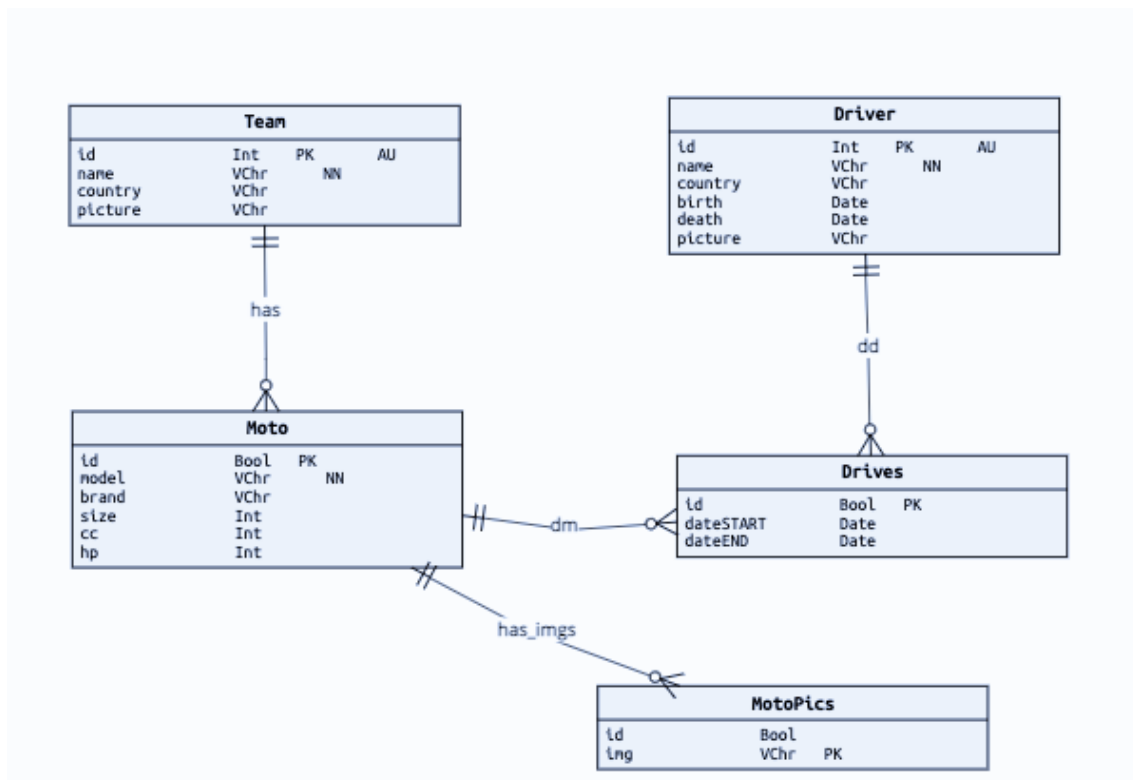 Team
id Int PK AU
name VChr NN
country VChr
picture VChr
Driver
id Int PK AU
name VChr NN
country VChr
birth Date
death Date
picture VChr
has
dd
Moto
id Bool PK
model VChr NN
brand VChr
size Int
cc Int
hp Int
dm
Drives
id Bool PK
dateSTART Date
dateEND Date
has_imgs
MotoPics
id Bool
img VChr PK